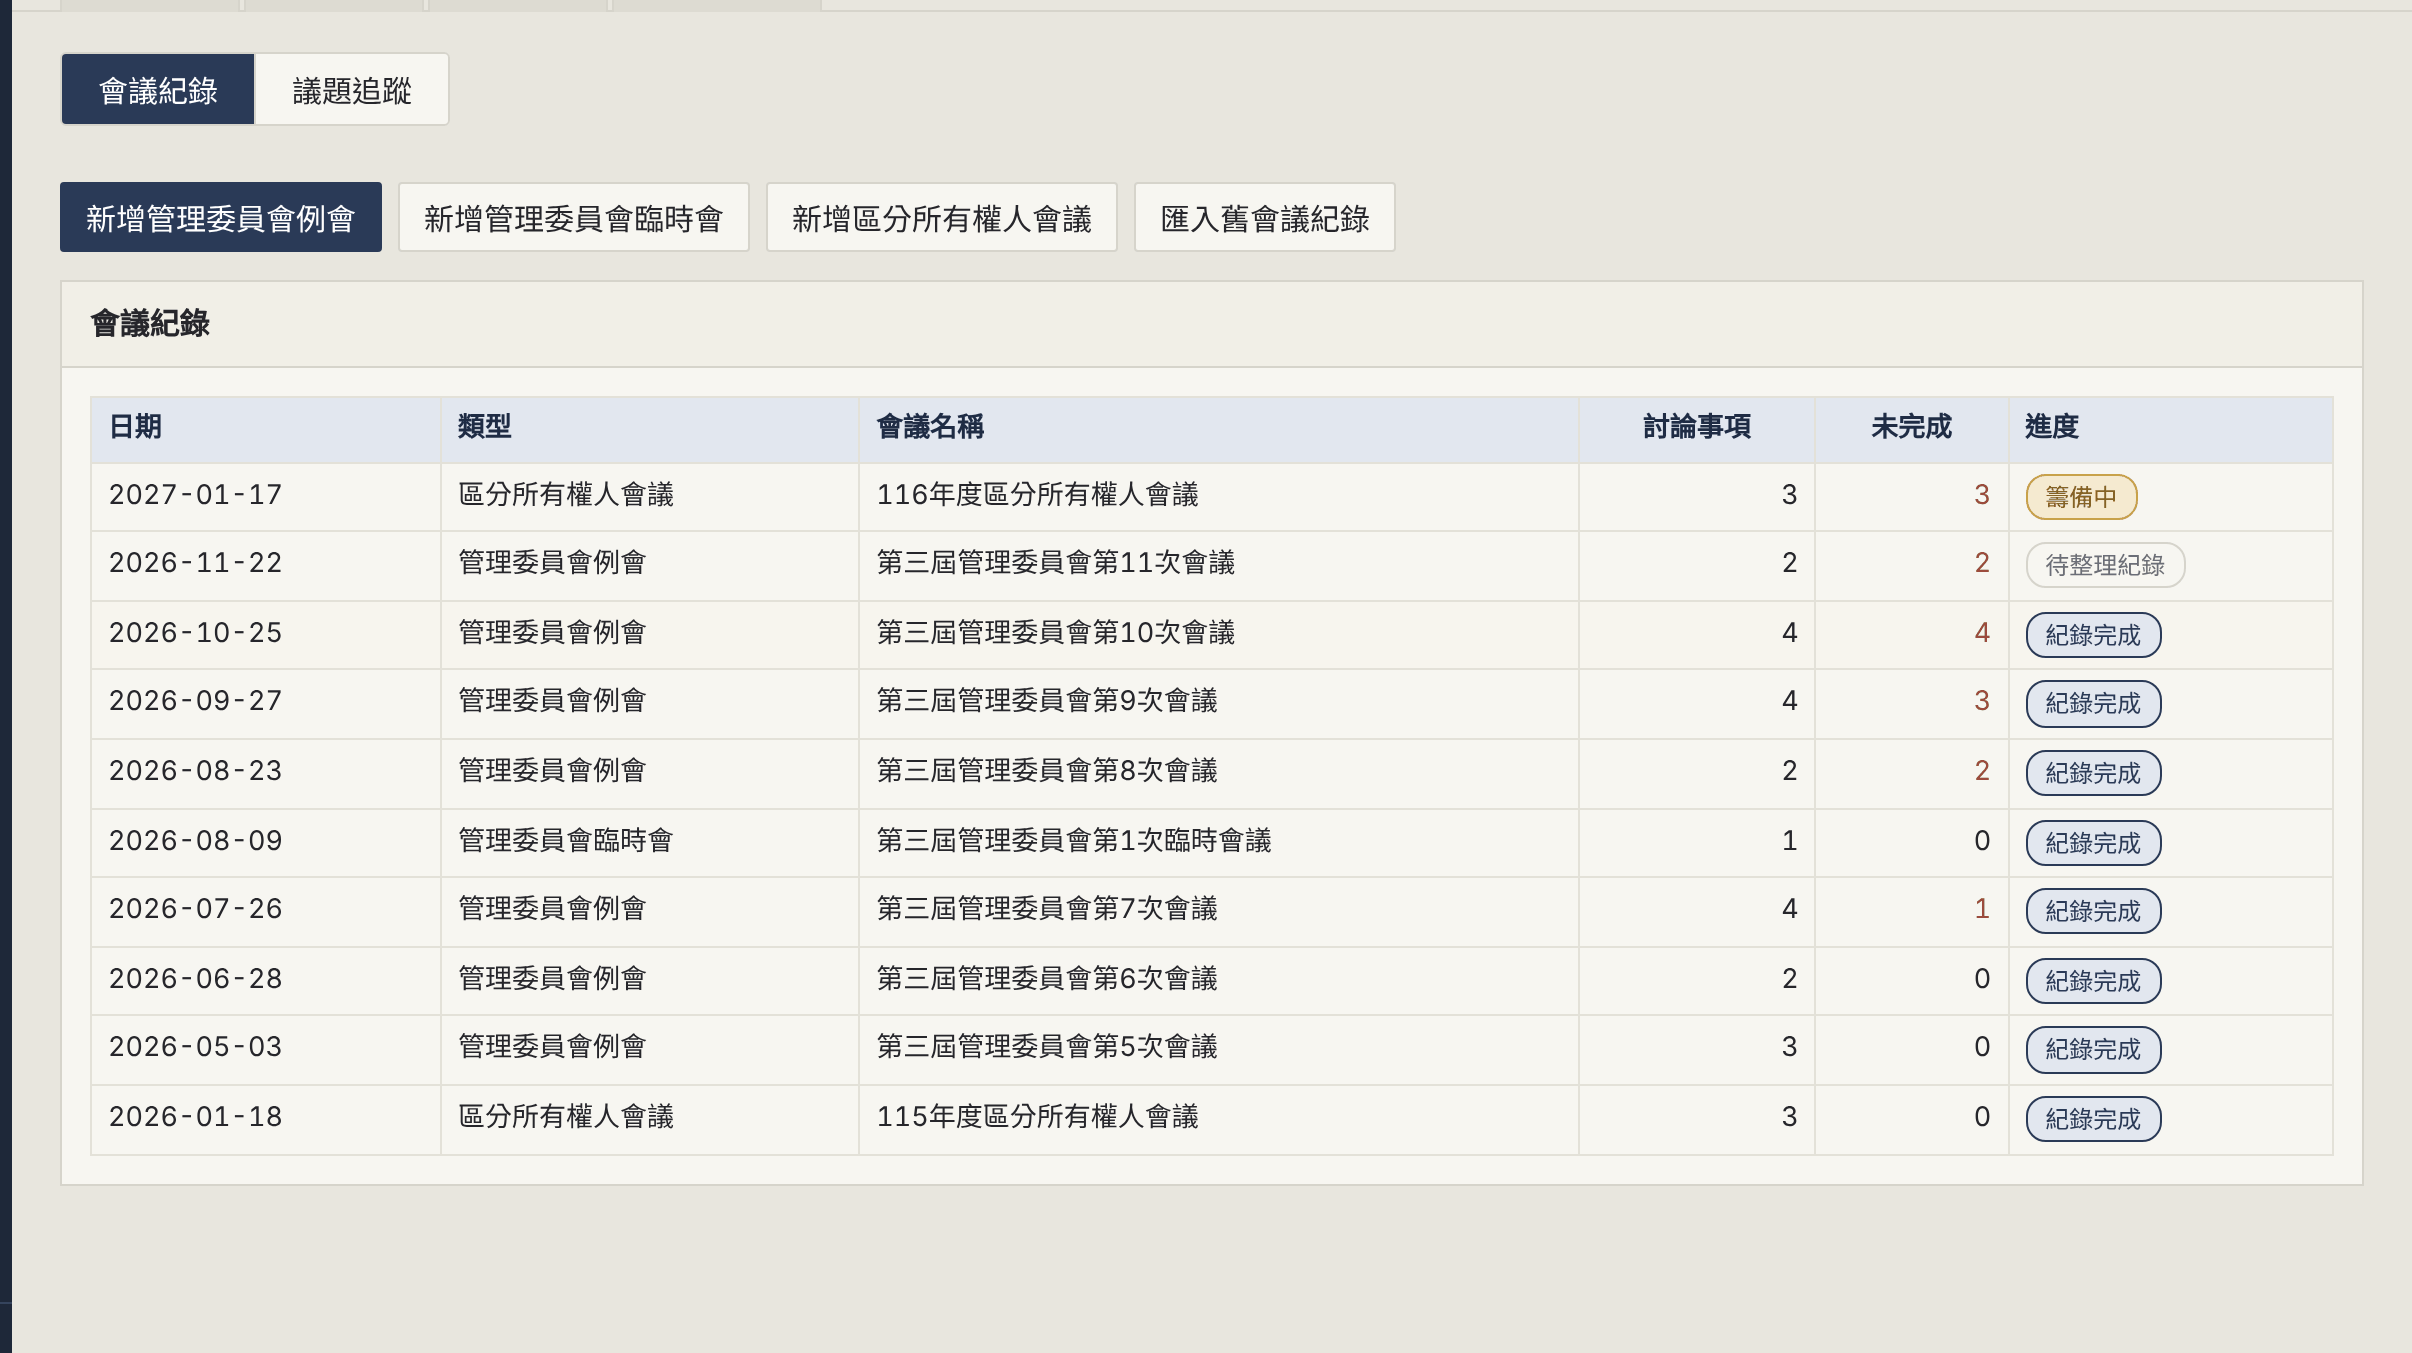 會議紀錄 議題追蹤
新增管理委員會例會 新增管理委員會臨時會 新增區分所有權人會議 匯入舊會議紀錄
會議紀錄
日期 類型 會議名稱 討論事項 未完成 進度
2027-01-17 區分所有權人會議 116年度區分所有權人會議 3 3 籌備中
2026-11-22 管理委員會例會 第三屆管理委員會第11次會議 2 2 待整理紀錄
2026-10-25 管理委員會例會 第三屆管理委員會第10次會議 4 4 紀錄完成
2026-09-27 管理委員會例會 第三屆管理委員會第9次會議 4 3 紀錄完成
2026-08-23 管理委員會例會 第三屆管理委員會第8次會議 2 2 紀錄完成
2026-08-09 管理委員會臨時會 第三屆管理委員會第1次臨時會議 1 0 紀錄完成
2026-07-26 管理委員會例會 第三屆管理委員會第7次會議 4 1 紀錄完成
2026-06-28 管理委員會例會 第三屆管理委員會第6次會議 2 0 紀錄完成
2026-05-03 管理委員會例會 第三屆管理委員會第5次會議 3 0 紀錄完成
2026-01-18 區分所有權人會議 115年度區分所有權人會議 3 0 紀錄完成